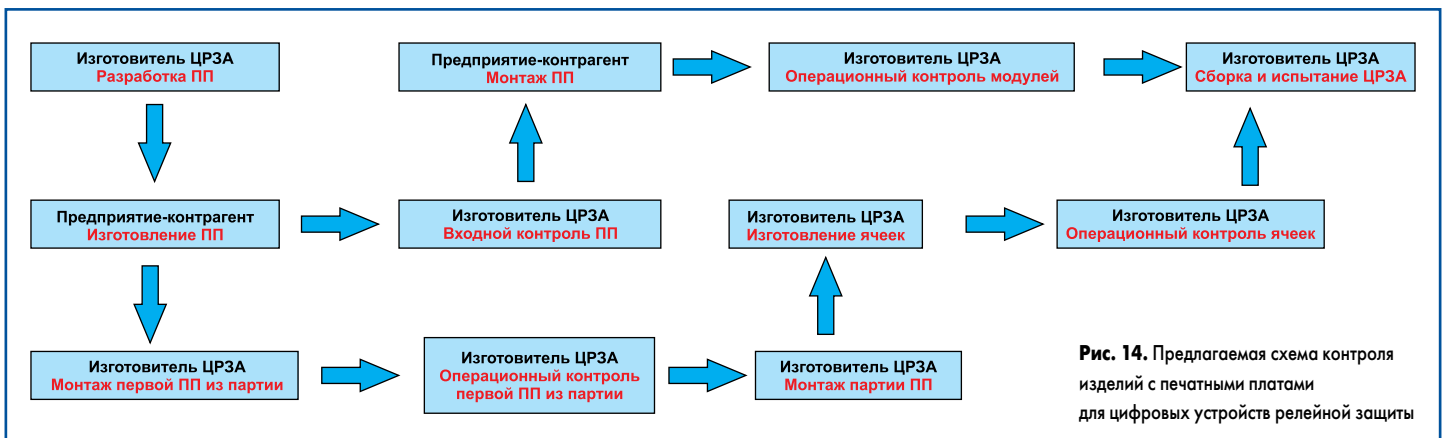 Изготовитель ЦРЗА
Разработка ПП
Предприятие-контрагент
Монтаж ПП
Изготовитель ЦРЗА
Операционный контроль модулей
Изготовитель ЦРЗА
Сборка и испытание ЦРЗА
Предприятие-контрагент
Изготовление ПП
Изготовитель ЦРЗА
Входной контроль ПП
Изготовитель ЦРЗА
Изготовление ячеек
Изготовитель ЦРЗА
Операционный контроль ячеек
Изготовитель ЦРЗА
Монтаж первой ПП из партии
Изготовитель ЦРЗА
Операционный контроль
первой ПП из партии
Изготовитель ЦРЗА
Монтаж партии ПП
Рис. 14. Предлагаемая схема контроля
изделий с печатными платами
для цифровых устройств релейной защиты